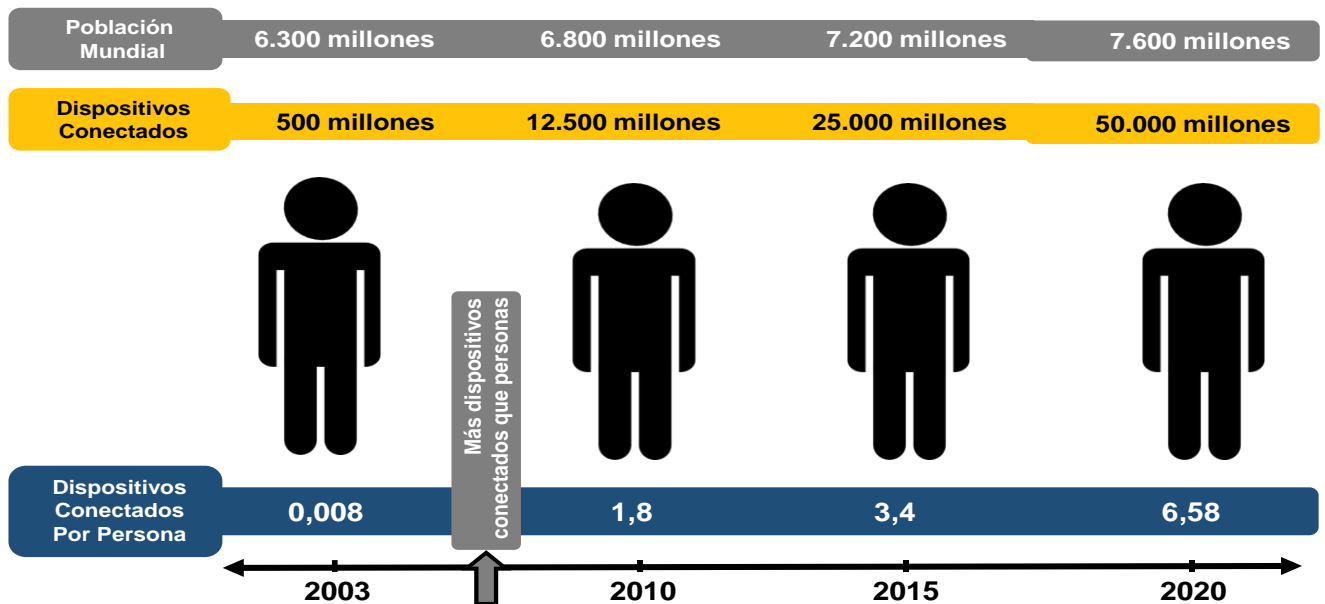 Población
Mundial
6.300 millones
6.800 millones
7.200 millones
7.600 millones
Dispositivos
Conectados
500 millones
12.500 millones
25.000 millones
50.000 millones
Más dispositivos
conectados que personas
Dispositivos
Conectados
Por Persona
0,008
1,8
3,4
6,58
2003
2010
2015
2020